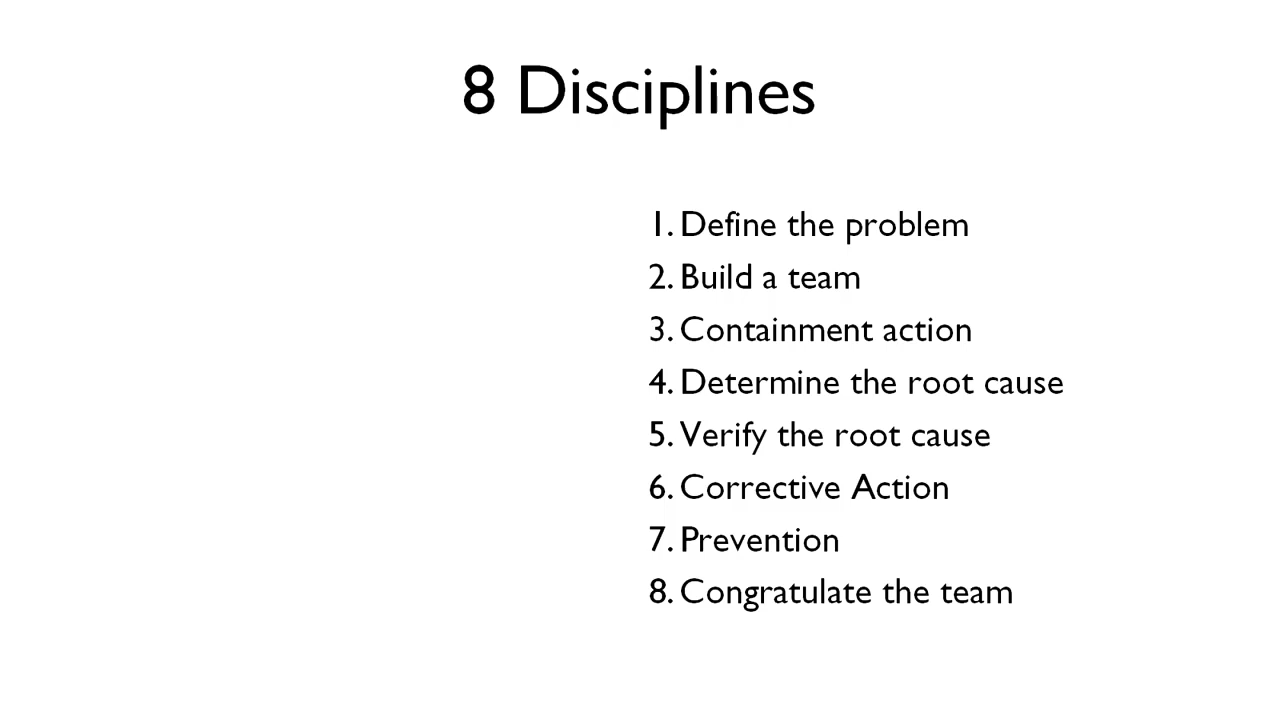 8 Disciplines
1. Define the problem
2. Build a team
3. Containment action
4. Determine the root cause
5. Verify the root cause
6. Corrective Action
7. Prevention
8. Congratulate the team